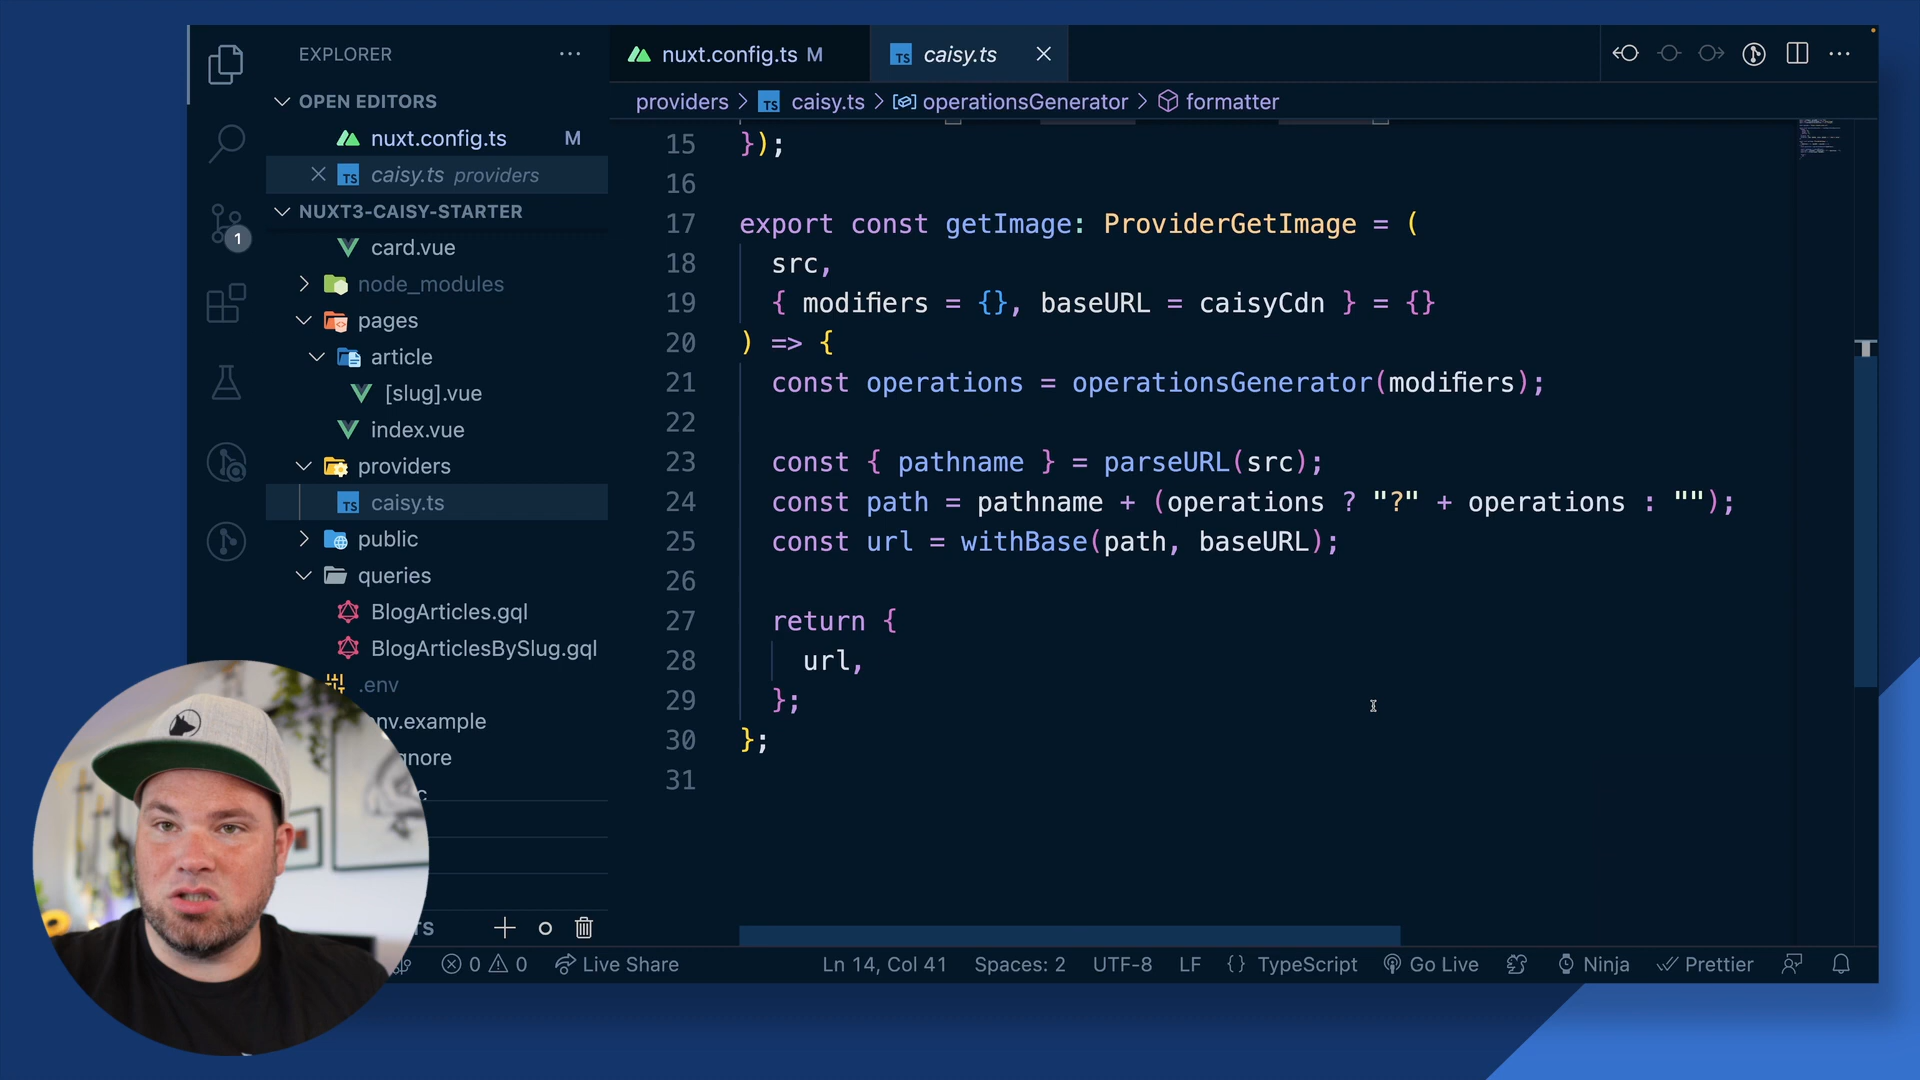 EXPLORER
OPEN EDITORS
nuxt.config.ts M
caisy.ts providers
NUXT3-CAISY-STARTER
card.vue
node_modules
pages
article
[slug].vue
index.vue
providers
caisy.ts
public
queries
BlogArticles.gql
BlogArticlesBySlug.gql
.env
nv.example
gnore
1
nuxt.config.ts M
caisy.ts
providers > caisy.ts > operationsGenerator > formatter
15 });
16
17 export const getImage: ProviderGetImage = (
18 src,
19 { modifiers = {}, baseURL = caisyCdn } = {}
20 ) => {
21 const operations = operationsGenerator(modifiers);
22
23 const { pathname } = parseURL(src);
24 const path = pathname + (operations ? "?" + operations : "");
25 const url = withBase(path, baseURL);
26
27 return {
28 url,
29 };
30 };
31
TS
0 0 Live Share Ln 14, Col 41 Spaces: 2 UTF-8 LF {} TypeScript Go Live Ninja Prettier